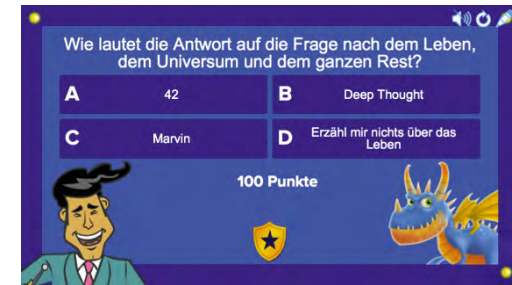 Wie lautet die Antwort auf die Frage nach dem Leben,
dem Universum und dem ganzen Rest?
A 42
B Deep Thought
C Marvin
D Erzähl mir nichts über das
Leben
100 Punkte